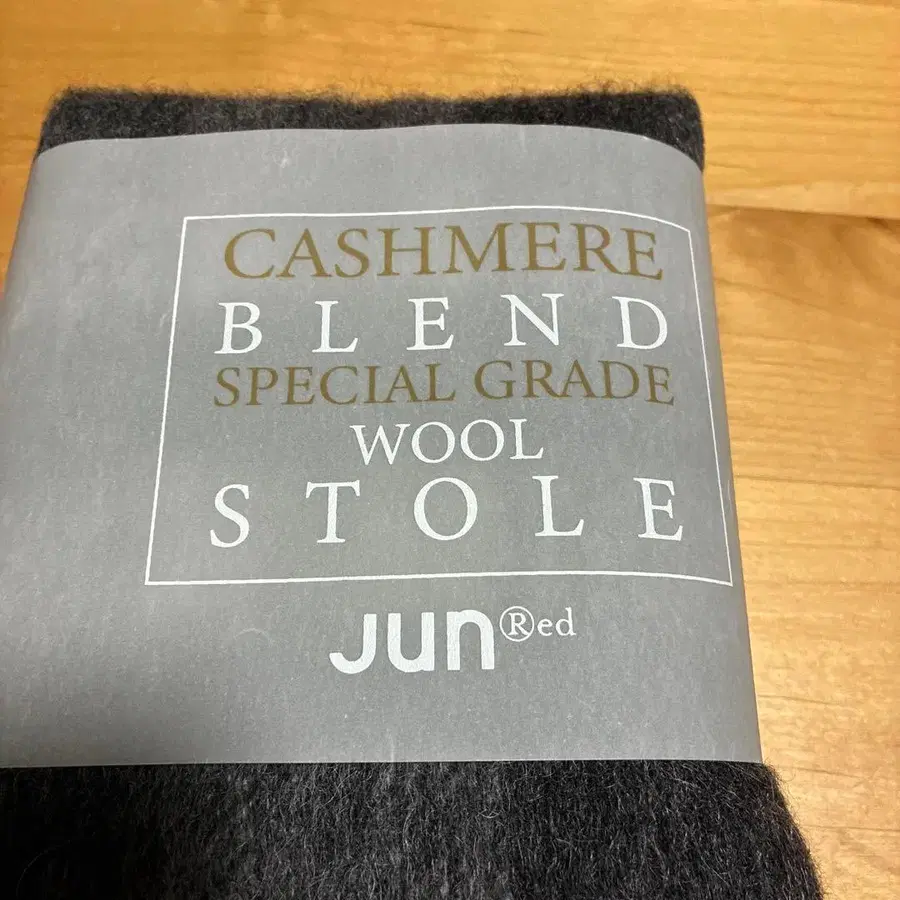 CASHMERE
BLEND
SPECIAL GRADE
WOOL
STOLE
Jun®ed